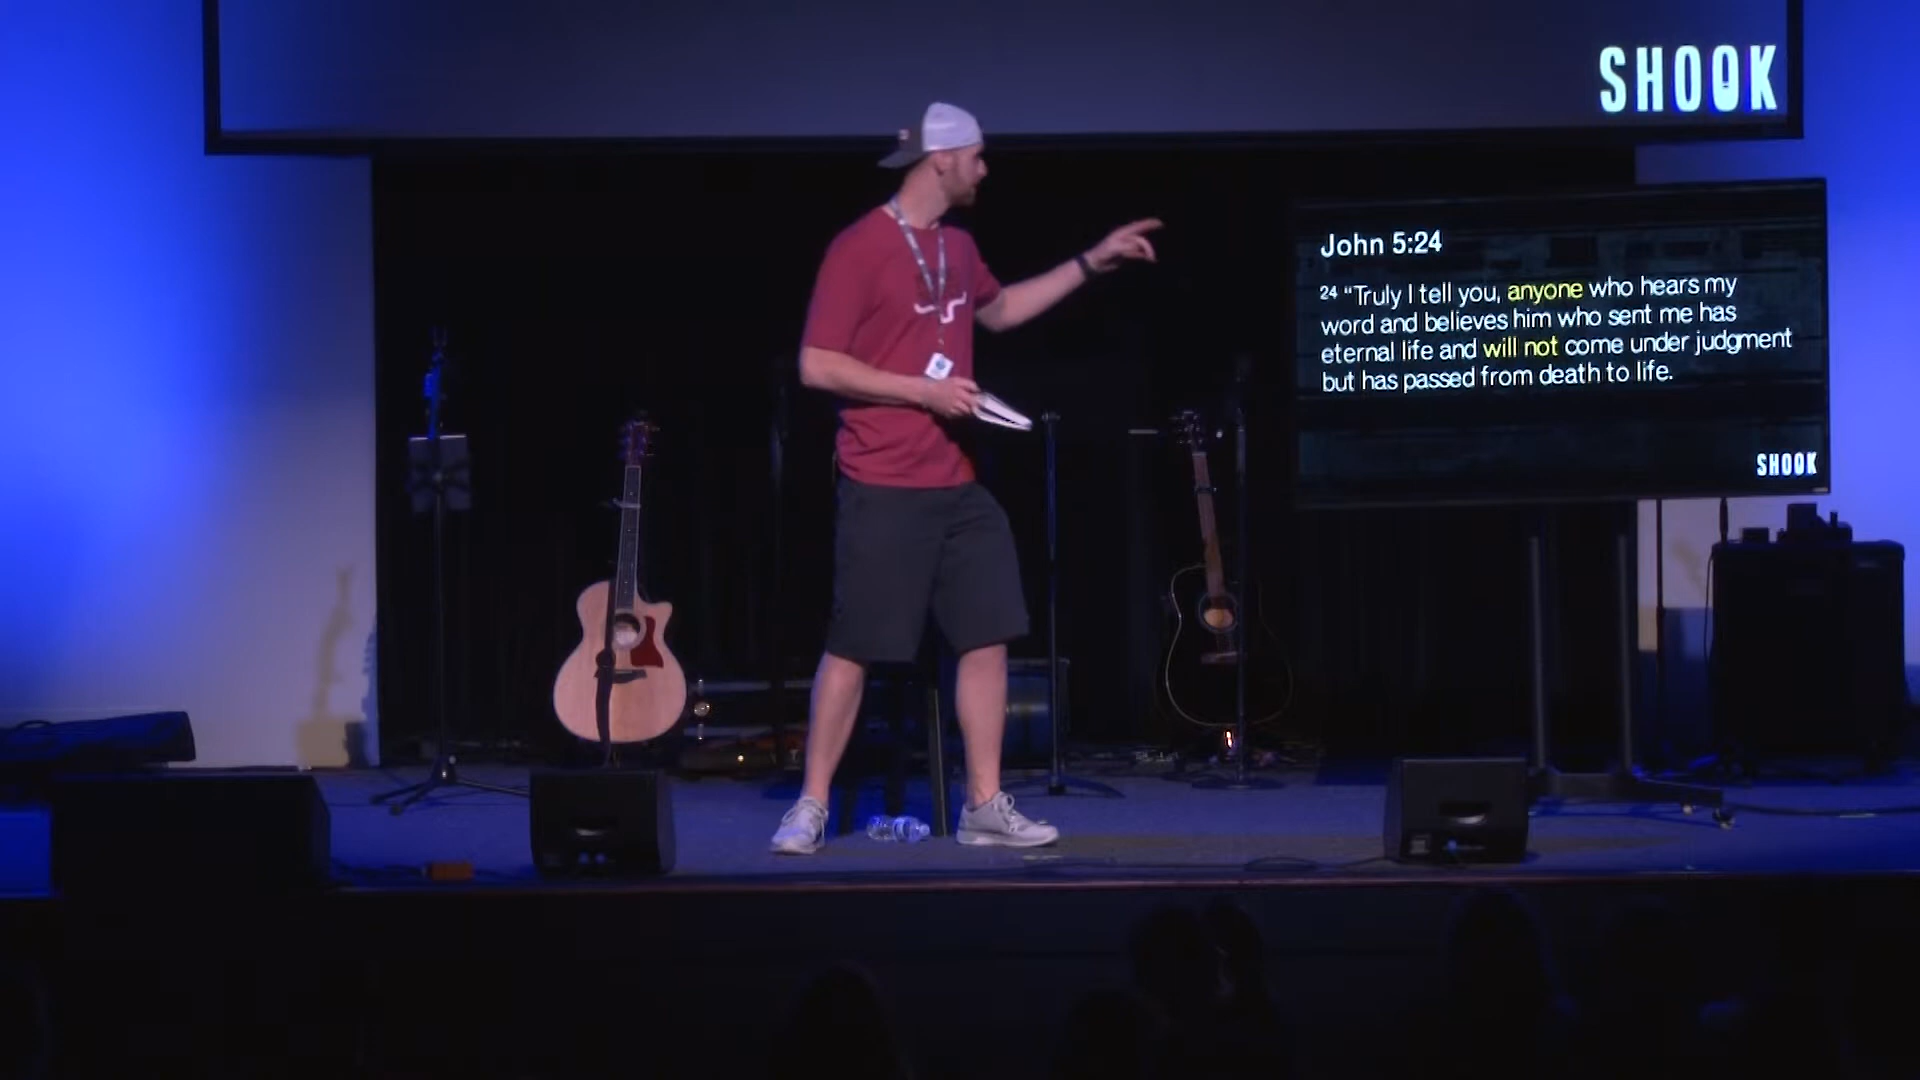 SHOOK
John 5:24
24 "Truly I tell you, anyone who hears my
word and believes him who sent me has
eternal life and will not come under judgment
but has passed from death to life.
SHOOK